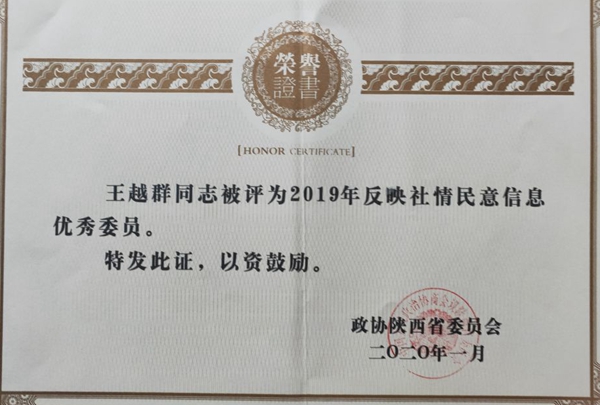 榮譽
證書
[HONOR CERTIFICATE]
王越群同志被评为2019年反映社情民意信息
优秀委员。
特发此证，以资鼓励。
政协陕西省委员会
二〇二〇年一月